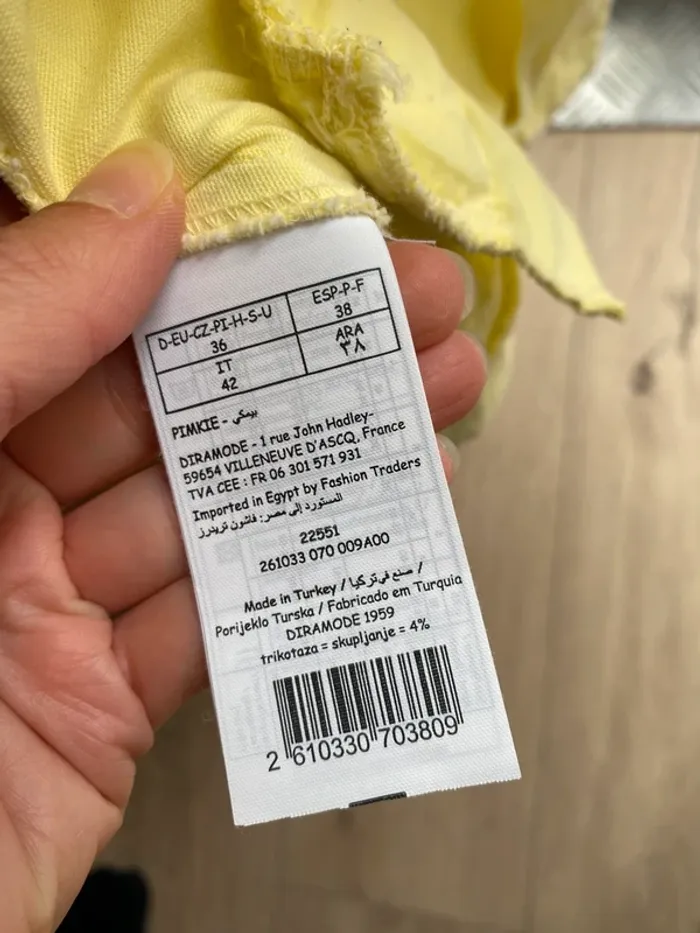 D-EU-CZ-PI-H-S-U
36
ESP-P-F
38
IT
42
ARA
٣٨
PIMKIE - بيمكي
DIRAMODE - 1 rue John Hadley-
59654 VILLENEUVE D'ASCQ, France
TVA CEE : FR 06 301 571 931
Imported in Egypt by Fashion Traders
المستورد إلى مصر: فاشون تريدرز
22551
261033 070 009A00
Made in Turkey / صنع في تركيا /
Porijeklo Turska / Fabricado em Turquia
DIRAMODE 1959
trikotaza = skupljanje = 4%
2 610330 703809